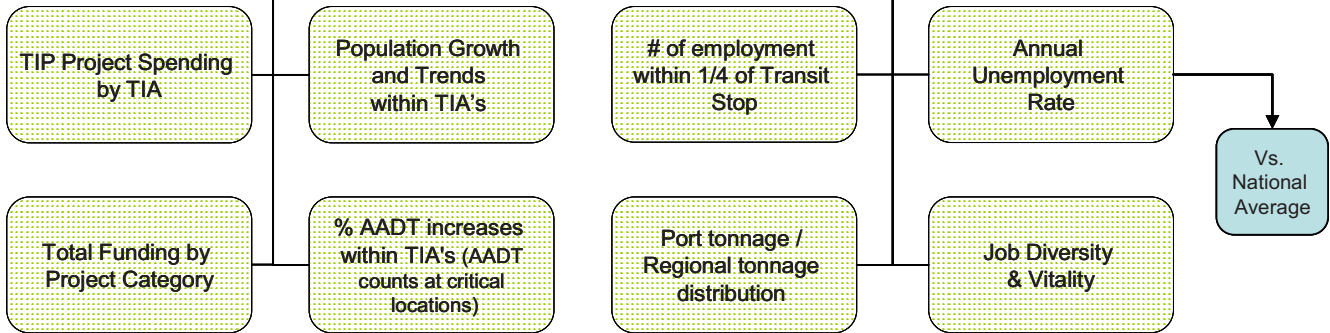 TIP Project Spending
by TIA
Population Growth
and Trends
within TIA's
# of employment
within 1/4 of Transit
Stop
Annual
Unemployment
Rate
Vs.
National
Average
Total Funding by
Project Category
% AADT increases
within TIA's (AADT
counts at critical
locations)
Port tonnage /
Regional tonnage
distribution
Job Diversity
& Vitality